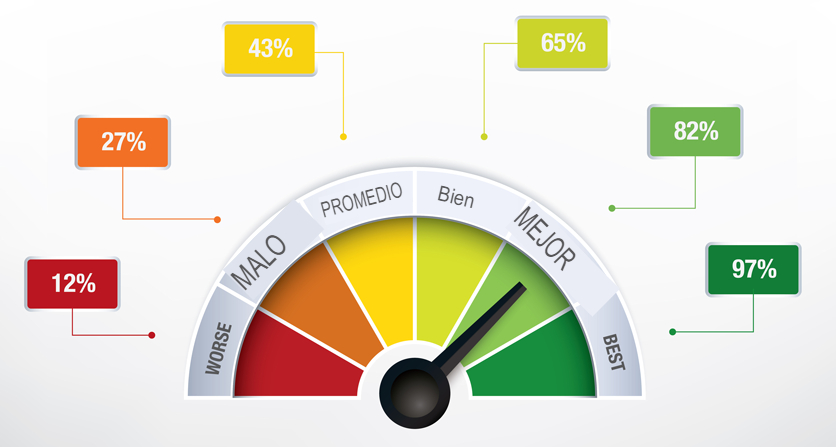 43%
65%
27%
82%
12%
97%
WORSE
MALO
PROMEDIO
Bien
MEJOR
BEST